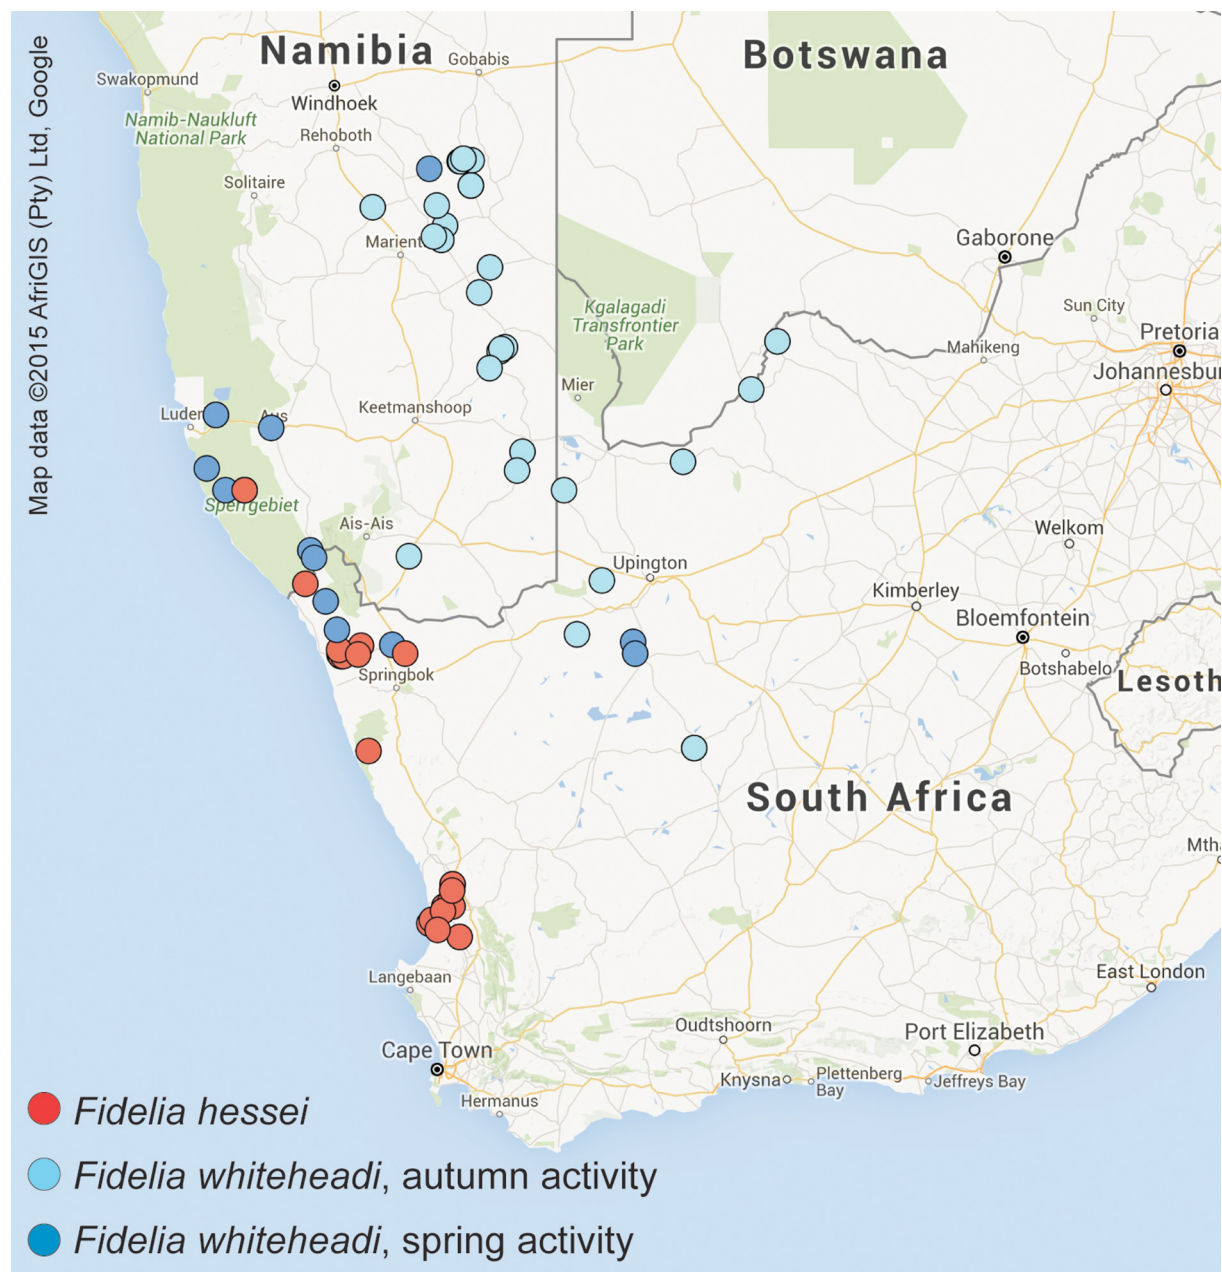 Map data ©2015 AfriGIS (Pty) Ltd, Google
Namibia
Botswana
Gobabis
Swakopmund
Windhoek
Namib-Naukluft
National Park
Rehoboth
Solitaire
Marient
Gaborone
Kgalagadi
Transfrontier
Park
Sun City
Pretoria
Mahikeng
Johannesbur
Mier
Luder
Aus
Keetmanshoop
Sperrgebiet
Ais-Ais
Welkom
Upington
Kimberley
Bloemfontein
Botshabelo
Lesoth
Springbok
South Africa
Mtha
Langebaan
East London
Oudtshoorn
Port Elizabeth
Cape Town
Knysna
Plettenberg
Bay
Jeffreys Bay
Hermanus
Fidelia hessei
Fidelia whiteheadi, autumn activity
Fidelia whiteheadi, spring activity